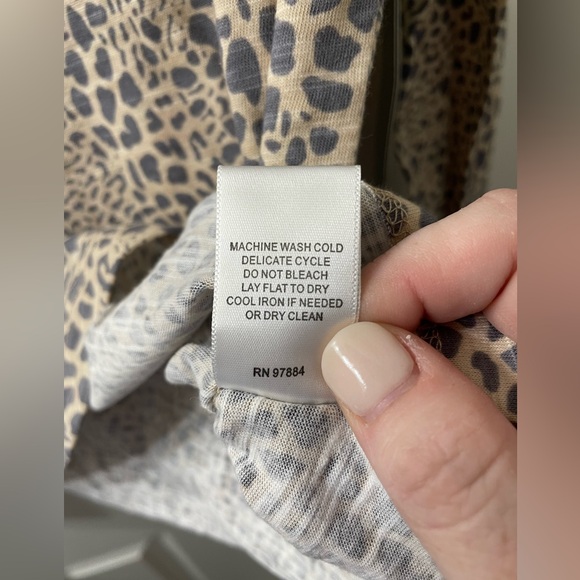 MACHINE WASH COLD
DELICATE CYCLE
DO NOT BLEACH
LAY FLAT TO DRY
COOL IRON IF NEEDED
OR DRY CLEAN
RN 97884